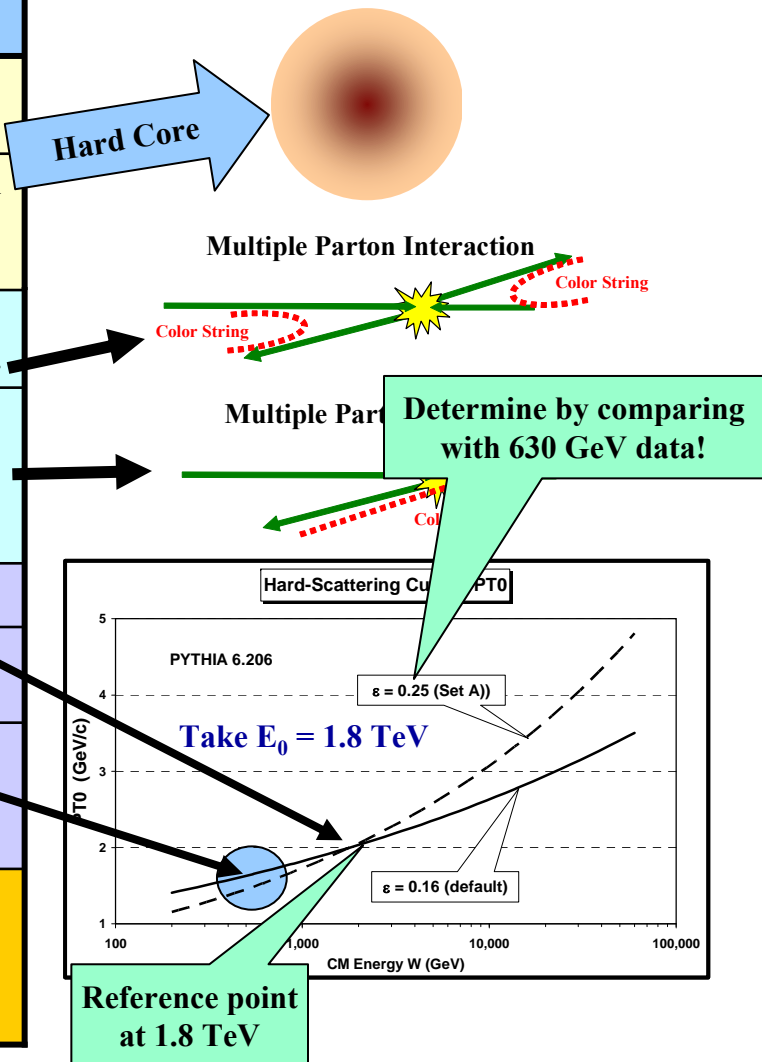 Hard Core
Multiple Parton Interaction
Color String
Color String
Multiple
Determine by comparing
with 630 GeV data!
Hard-Scattering PT0
5
PYTHIA 6.206
ε = 0.25 (Set A))
4
Take E₀ = 1.8 TeV
PT0 (GeV/c)
3
2
ε = 0.16 (default)
1
100
1,000
10,000
100,000
CM Energy W (GeV)
Reference point
at 1.8 TeV